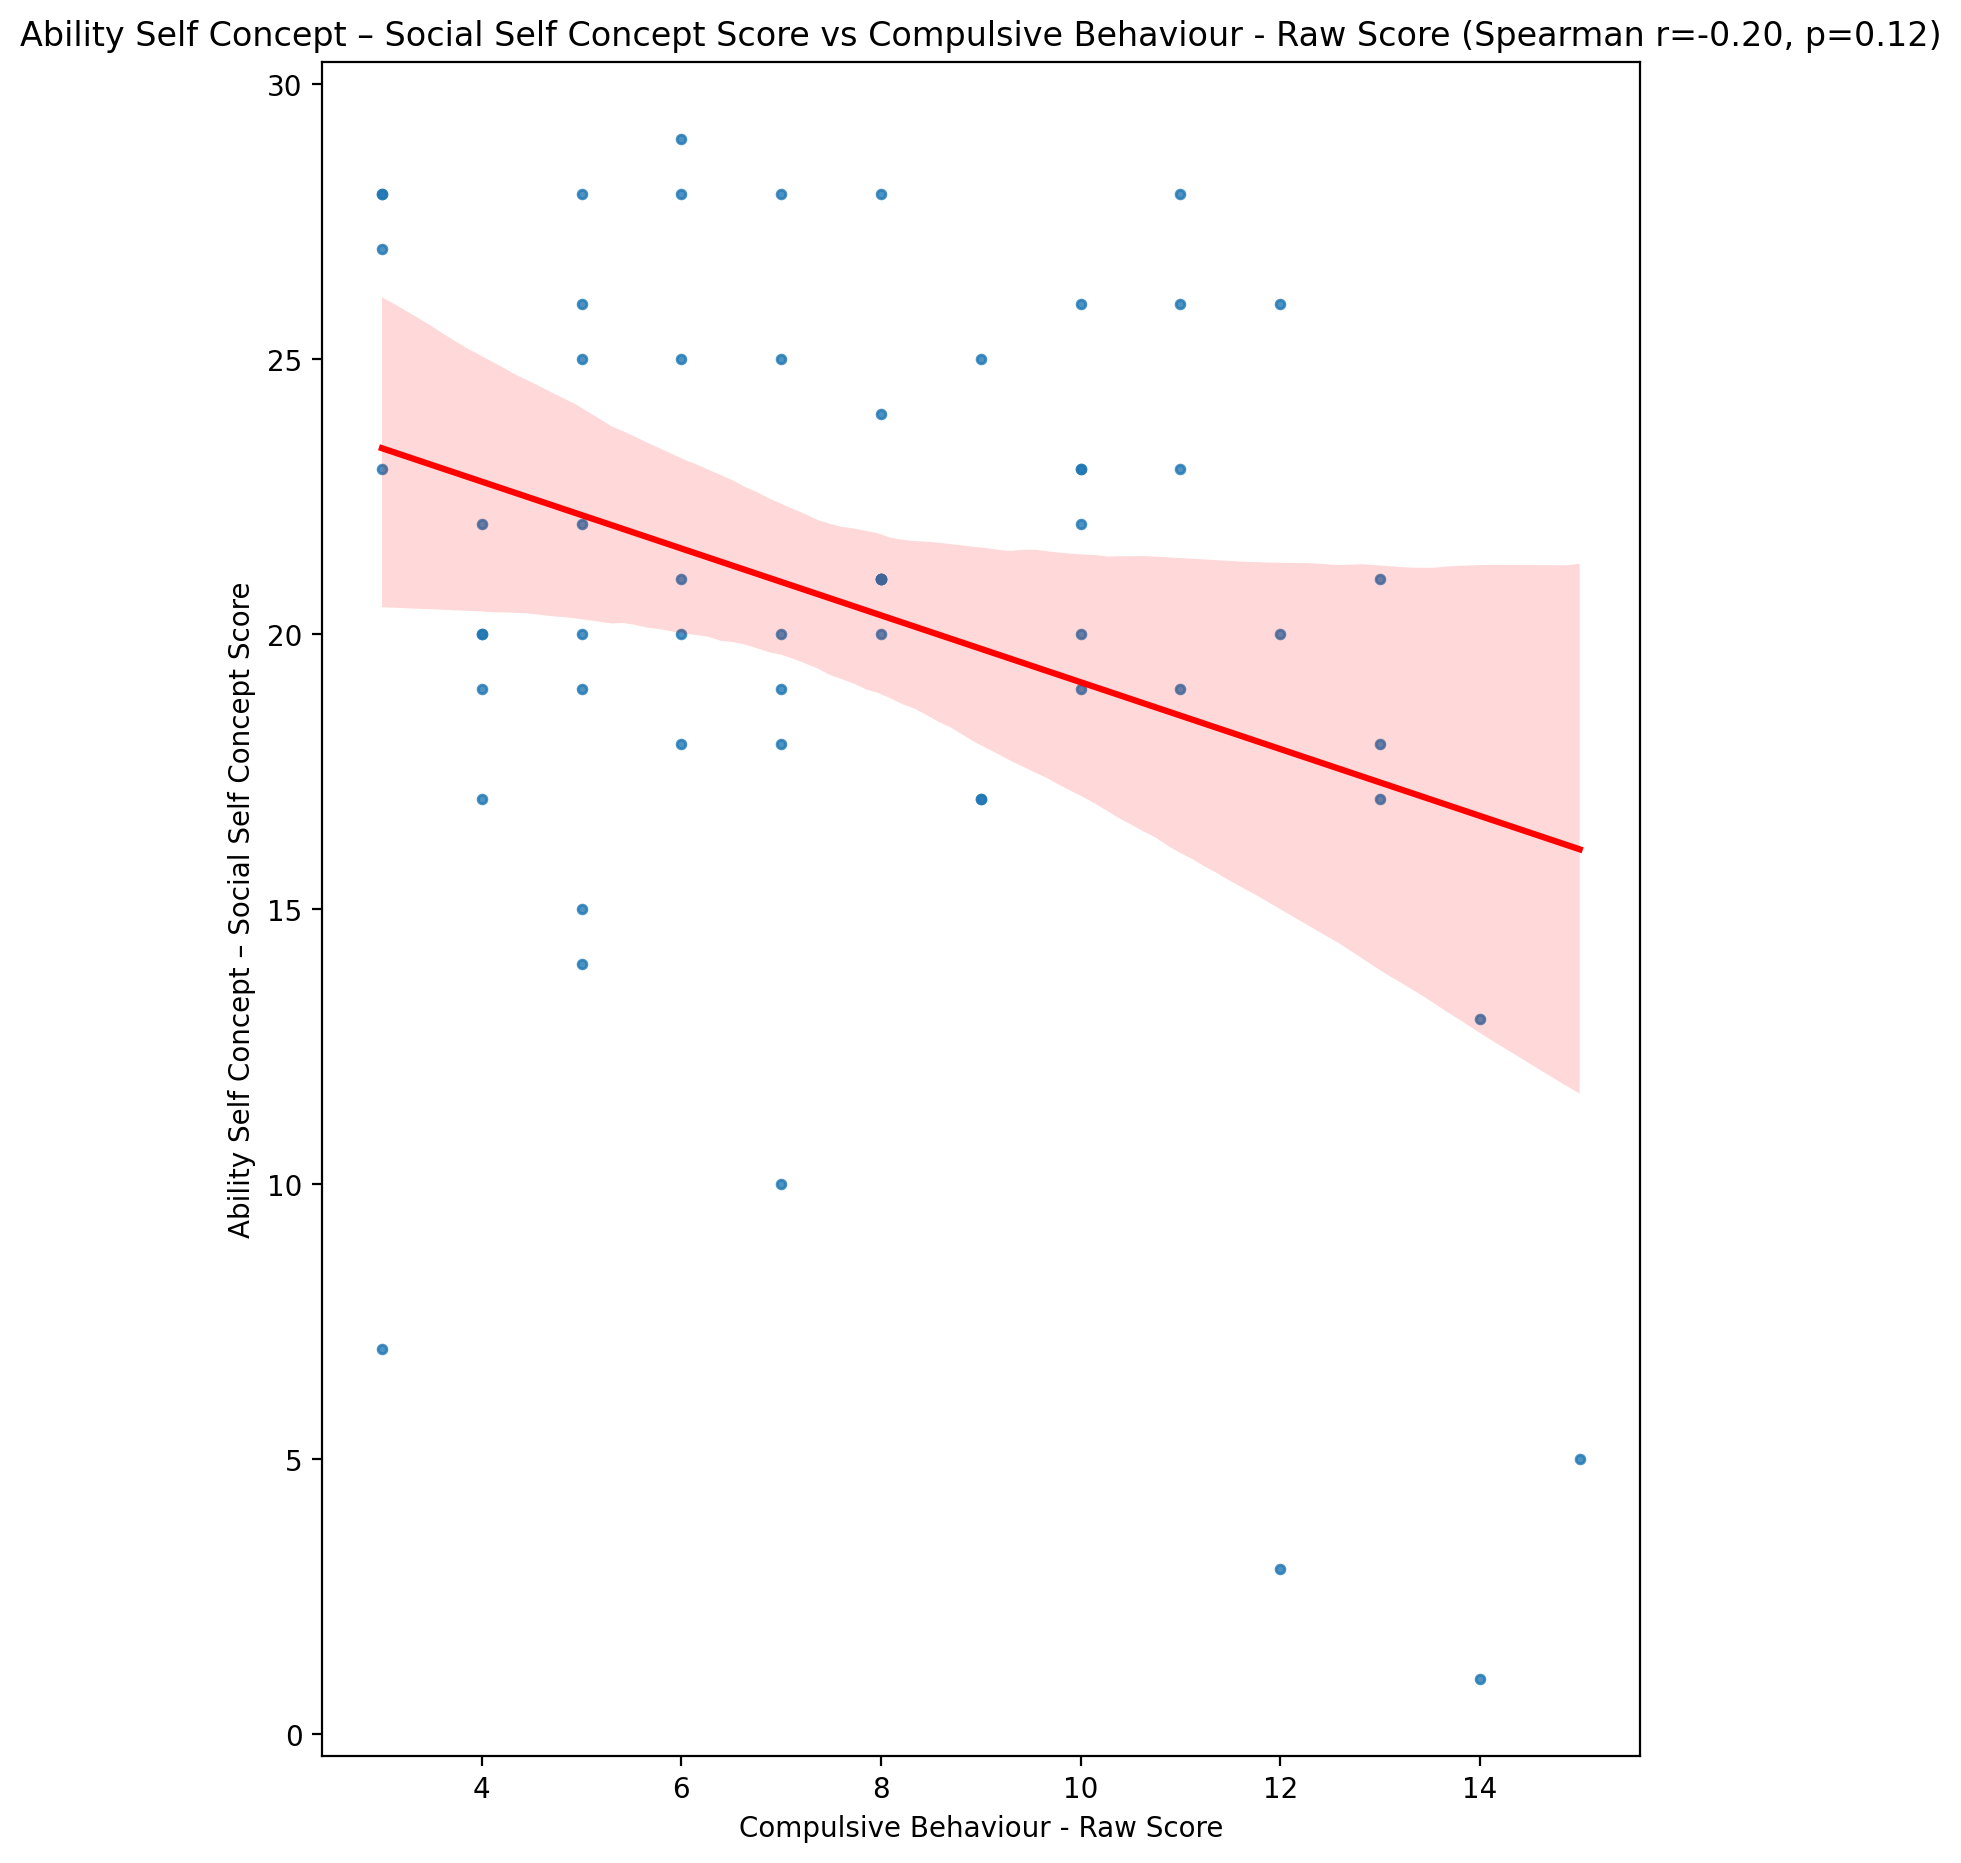 Ability Self Concept – Social Self Concept Score vs Compulsive Behaviour - Raw Score (Spearman r=-0.20, p=0.12)
30
25
20
15
10
5
0
Ability Self Concept – Social Self Concept Score
4 6 8 10 12 14
Compulsive Behaviour - Raw Score